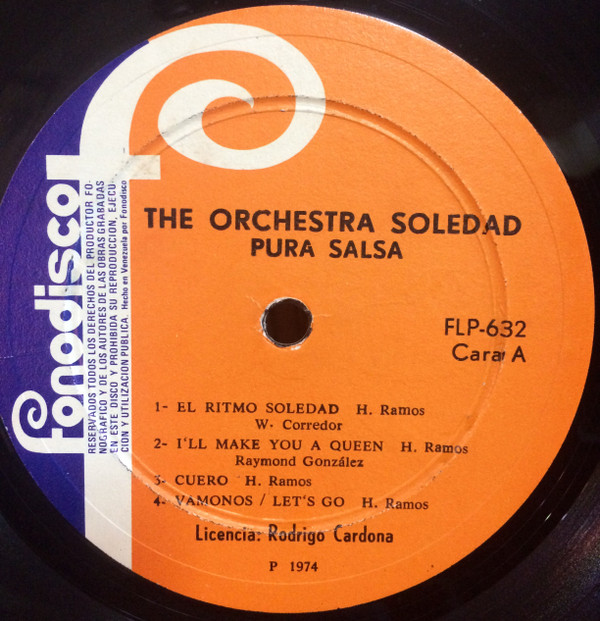 THE ORCHESTRA SOLEDAD
PURA SALSA
FLP-632
Cara A
1- EL RITMO SOLEDAD H. Ramos
W. Corredor
2- I'LL MAKE YOU A QUEEN H. Ramos
Raymond González
3- CUERO H. Ramos
4- VAMONOS / LET'S GO H. Ramos
Licencia: Rodrigo Cardona
P 1974
fonodisco
RESERVADOS TODOS LOS DERECHOS DEL PRODUCTOR FO-
NOGRAFICO Y DE LOS AUTORES DE LAS OBRAS GRABADAS
EN ESTE DISCO Y PROHIBIDA SU REPRODUCCION, EJECU-
CION Y UTILIZACION PUBLICA. Hecho en Venezuela por Fonodisco